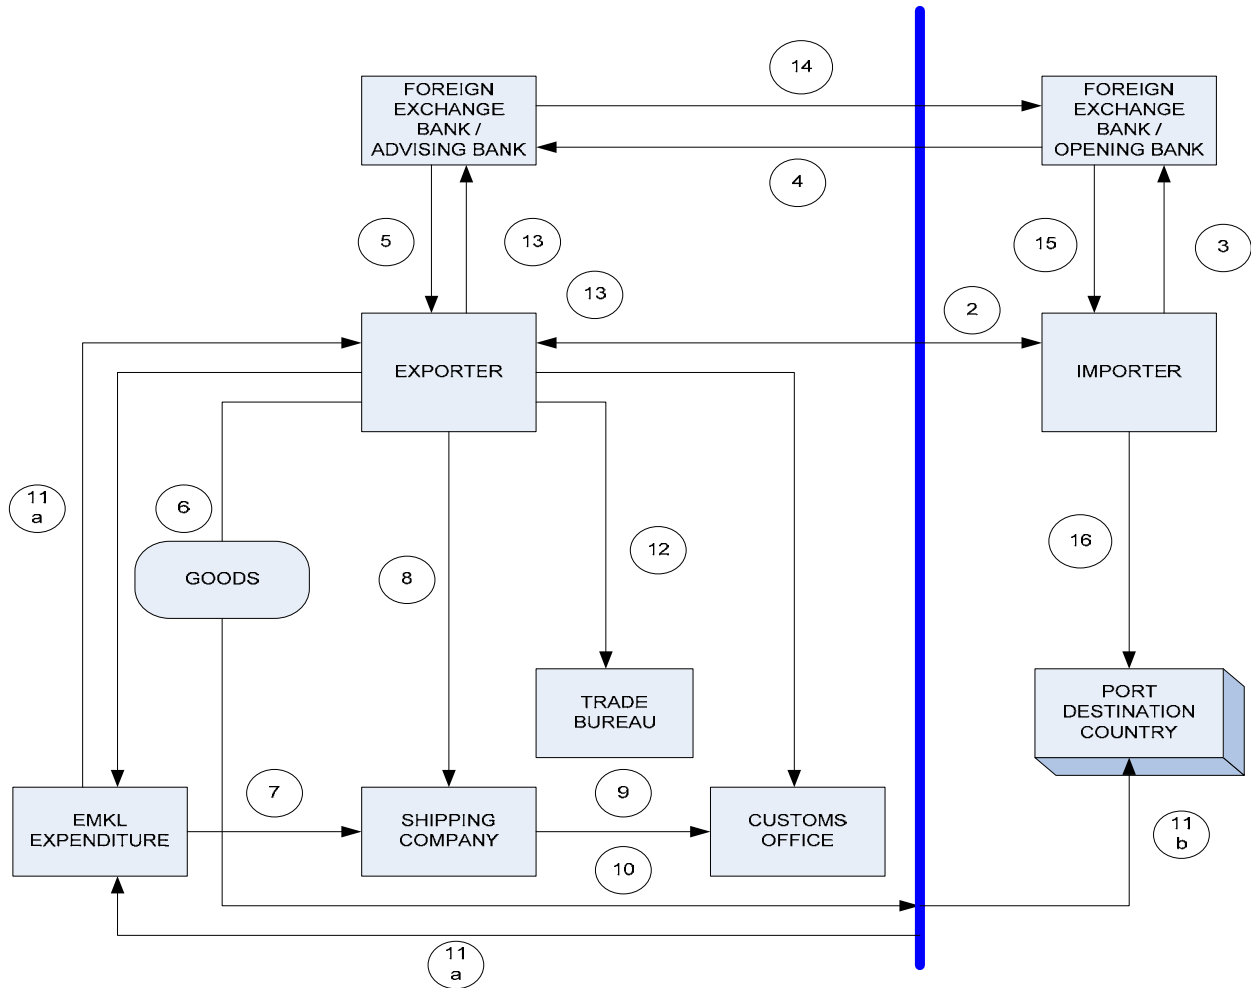 14
FOREIGN
EXCHANGE
BANK /
ADVISING BANK
FOREIGN
EXCHANGE
BANK /
OPENING BANK
4
5
13
15
3
13
2
EXPORTER
IMPORTER
11
a
6
12
16
8
GOODS
TRADE
BUREAU
PORT
DESTINATION
COUNTRY
7
9
EMKL
EXPENDITURE
SHIPPING
COMPANY
CUSTOMS
OFFICE
11
b
10
11
a